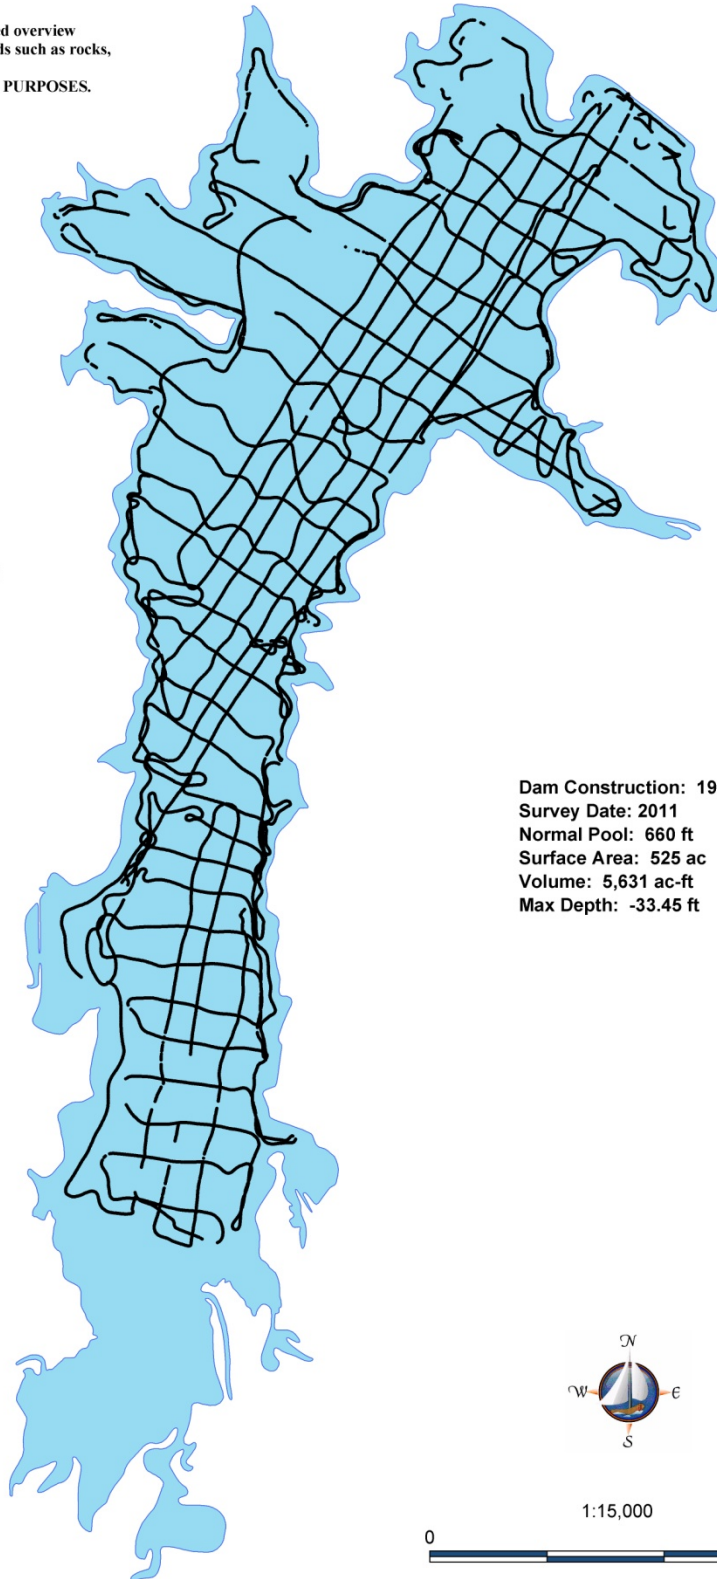 ed overview
ds such as rocks,
PURPOSES.
Dam Construction: 19
Survey Date: 2011
Normal Pool: 660 ft
Surface Area: 525 ac
Volume: 5,631 ac-ft
Max Depth: -33.45 ft
N
W E
S
1:15,000
0